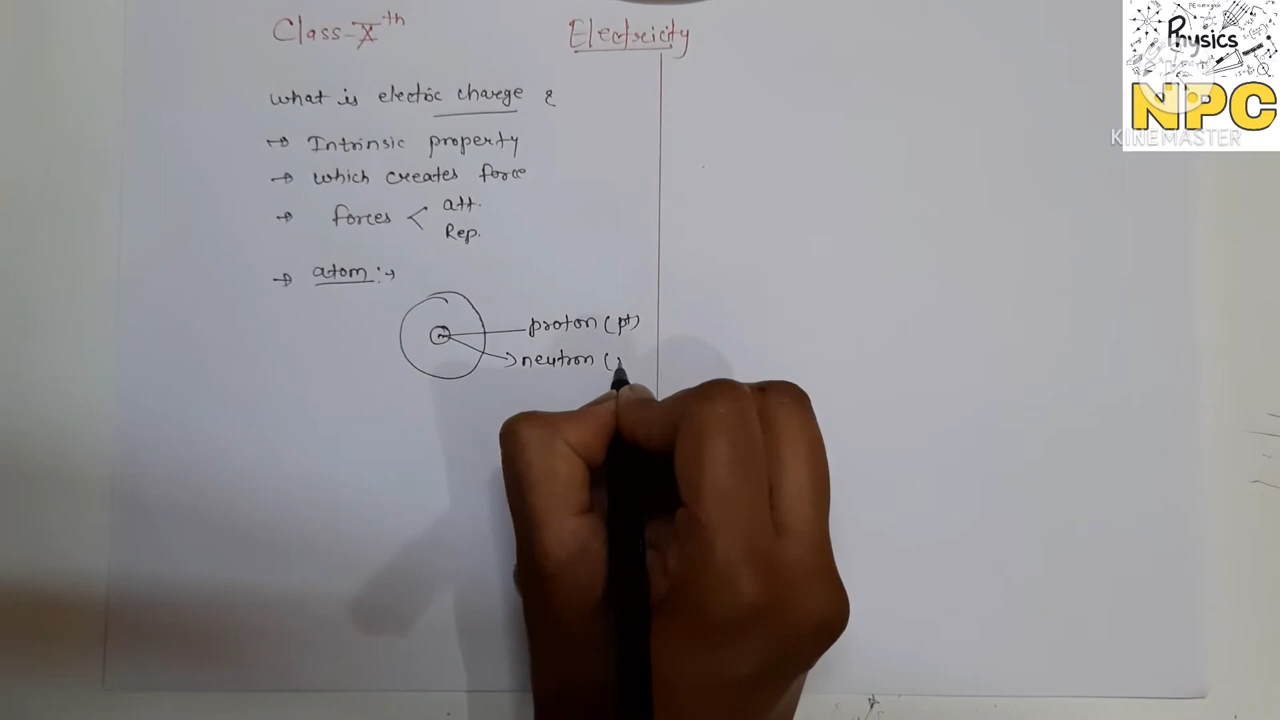 Class-Xth
Electricity
what is electric charge ?
→ Intrinsic property
→ which creates force
→ forces < att.
Rep.
→ atom :→
proton (p+)
neutron (
Physics
NPC
KINEMASTER